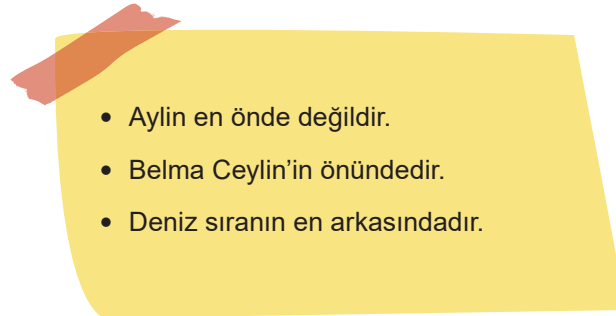 • Aylin en önde değildir.
• Belma Ceylin’in önündedir.
• Deniz sıranın en arkasındadır.